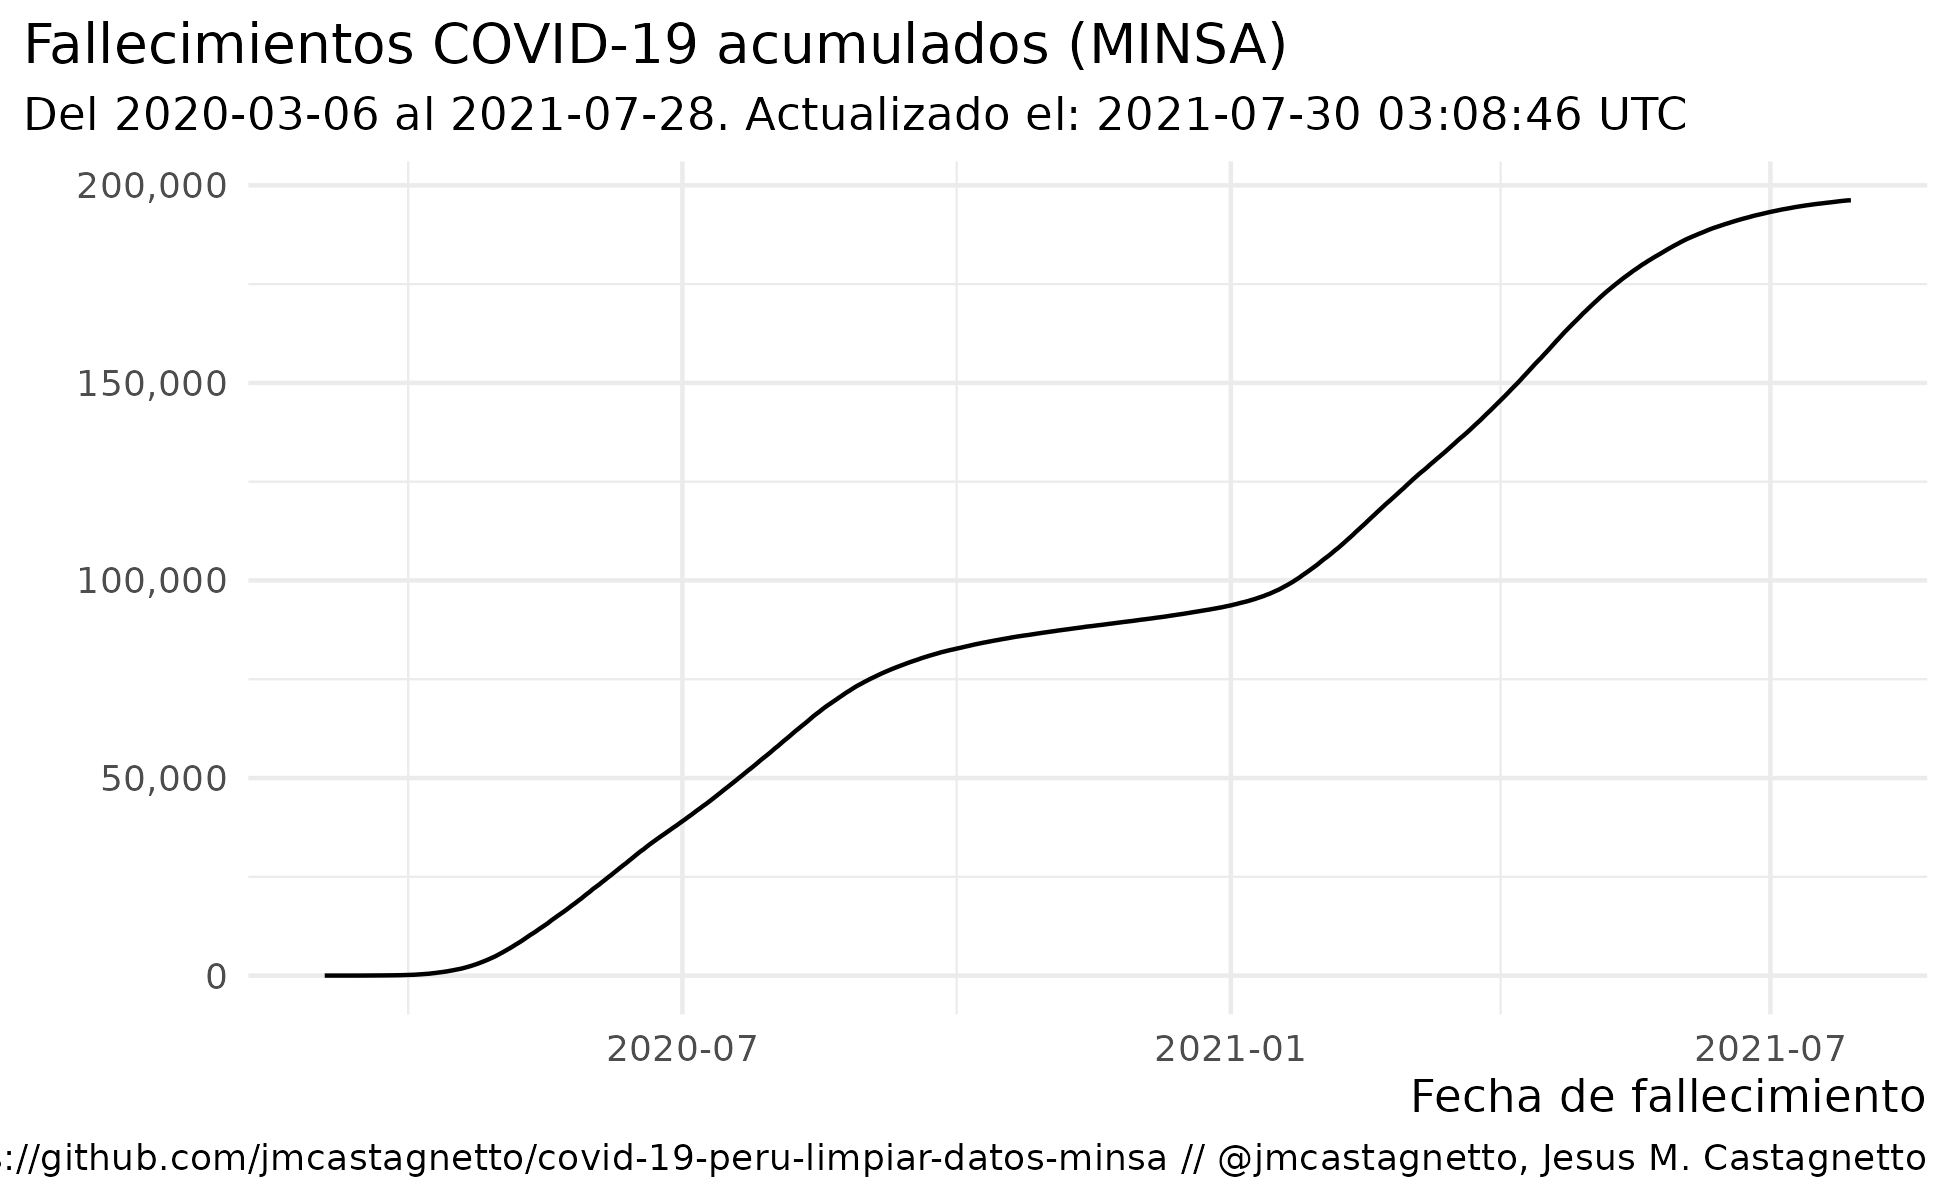 Fallecimientos COVID-19 acumulados (MINSA)
Del 2020-03-06 al 2021-07-28. Actualizado el: 2021-07-30 03:08:46 UTC
200,000
150,000
100,000
50,000
0
2020-07 2021-01 2021-07
Fecha de fallecimiento
://github.com/jmcastagnetto/covid-19-peru-limpiar-datos-minsa // @jmcastagnetto, Jesus M. Castagnetto